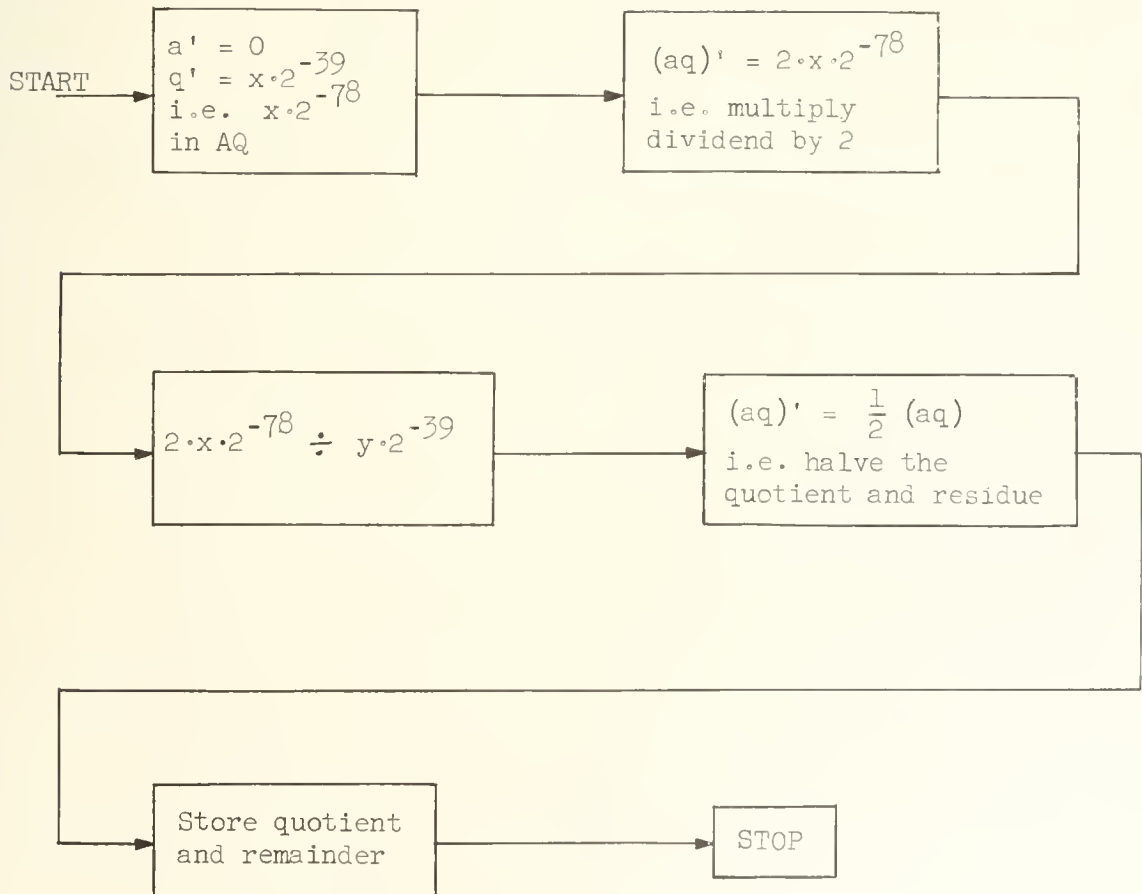 START
a' = 0
q' = x·2^-39
i.e. x·2^-78
in AQ
(aq)' = 2·x·2^-78
i.e. multiply
dividend by 2
2·x·2^-78 ÷ y·2^-39
(aq)' = 1/2 (aq)
i.e. halve the
quotient and residue
Store quotient
and remainder
STOP